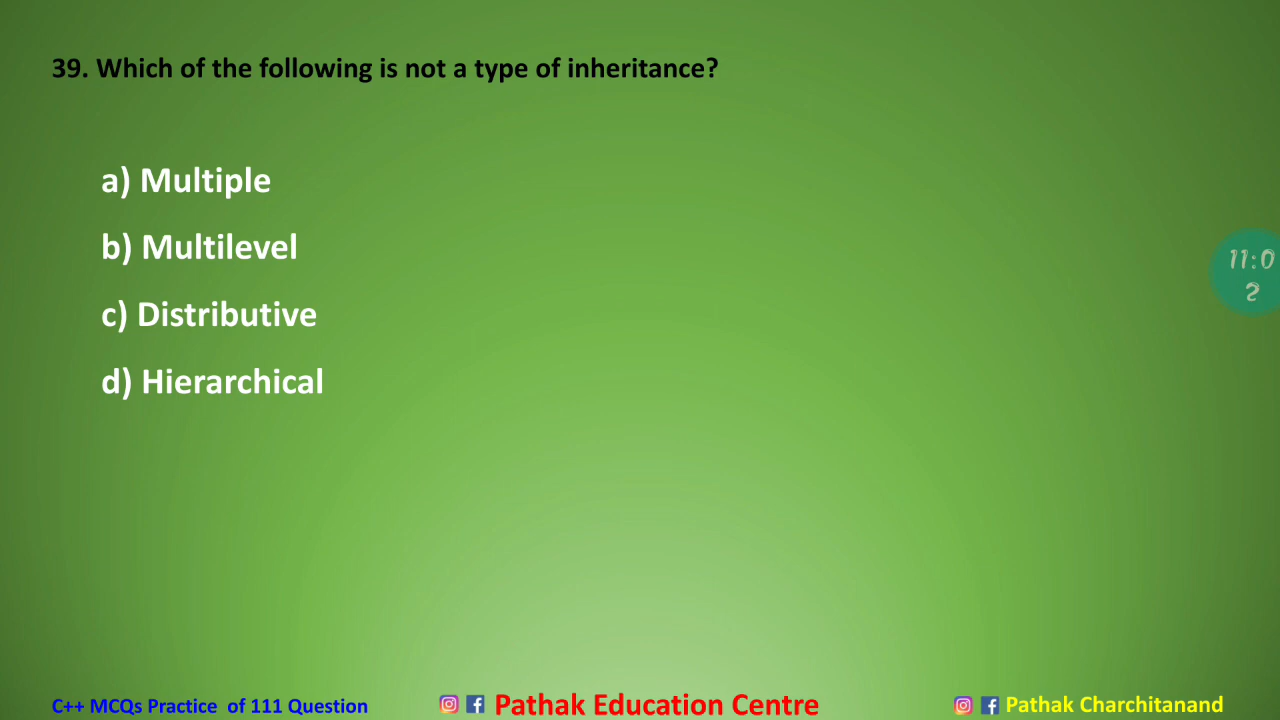 39. Which of the following is not a type of inheritance?
a) Multiple
b) Multilevel
c) Distributive
d) Hierarchical
11:0
2
C++ MCQs Practice of 111 Question
Pathak Education Centre
Pathak Charchitanand